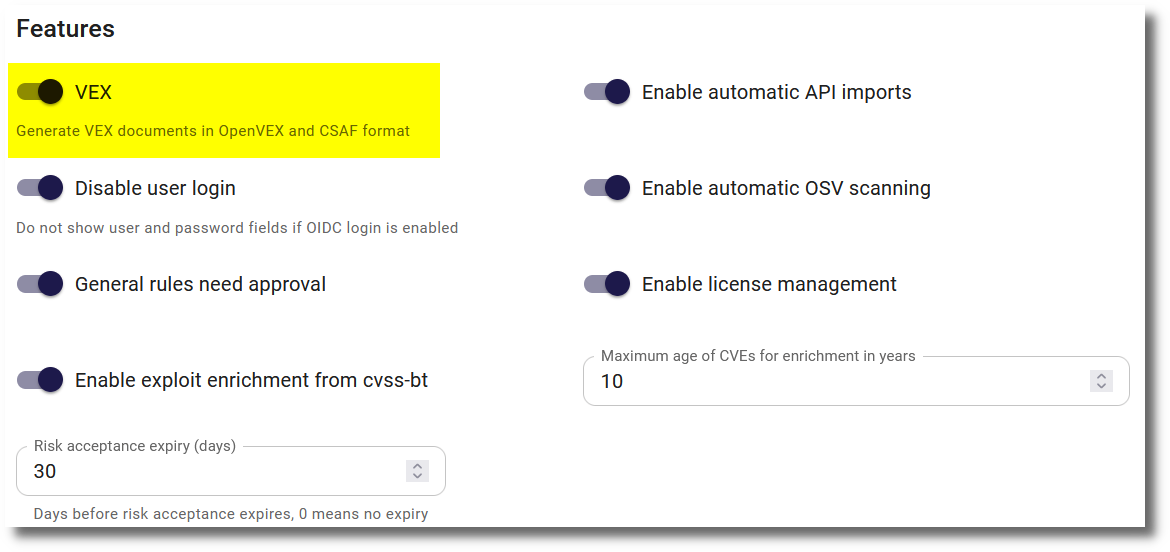 Features
VEX
Generate VEX documents in OpenVEX and CSAF format
Enable automatic API imports
Disable user login
Do not show user and password fields if OIDC login is enabled
Enable automatic OSV scanning
General rules need approval
Enable license management
Enable exploit enrichment from cvss-bt
Maximum age of CVEs for enrichment in years
10
Risk acceptance expiry (days)
30
Days before risk acceptance expires, 0 means no expiry